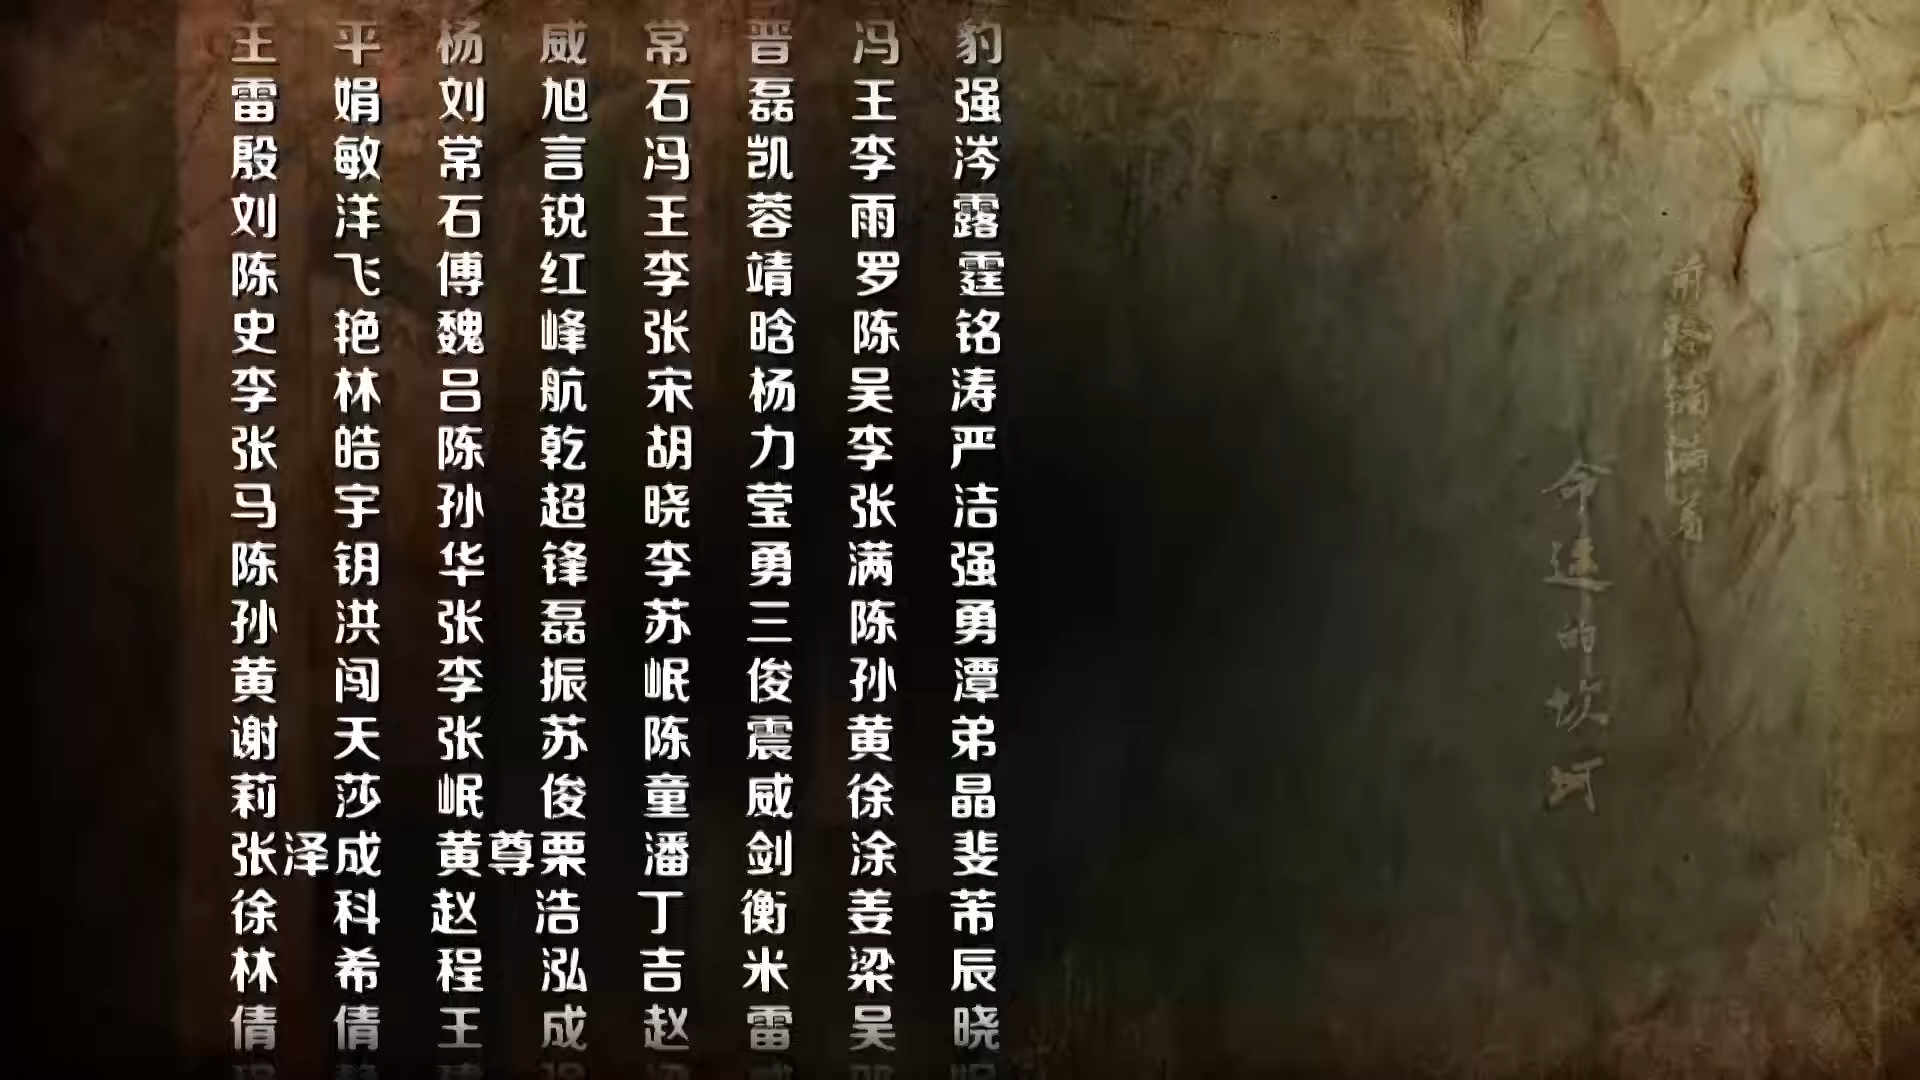 王 平 杨 威 常 晋 冯 豹
雷 娟 刘 旭 石 磊 王 强
殷 敏 常 言 冯 凯 李 涔
刘 洋 石 锐 王 蓉 雨 露
陈 飞 傅 红 李 靖 罗 霆
史 艳 魏 峰 张 晗 陈 铭
李 林 吕 航 宋 杨 吴 涛
张 皓 陈 乾 胡 力 李 严
马 宇 孙 超 晓 莹 张 洁
陈 钥 华 锋 李 勇 满 强
孙 洪 张 磊 苏 三 陈 勇
黄 闯 李 振 岷 俊 孙 潭
谢 天 张 苏 陈 震 黄 弟
莉 莎 岷 俊 童 威 徐 晶
张泽成 黄尊栗 潘 剑 涂 斐
徐 科 赵 浩 丁 衡 姜 芾
林 希 程 泓 吉 米 梁 辰
倩 倩 王 成 赵 雷 吴 晓
前路铺满着
命运的坎坷